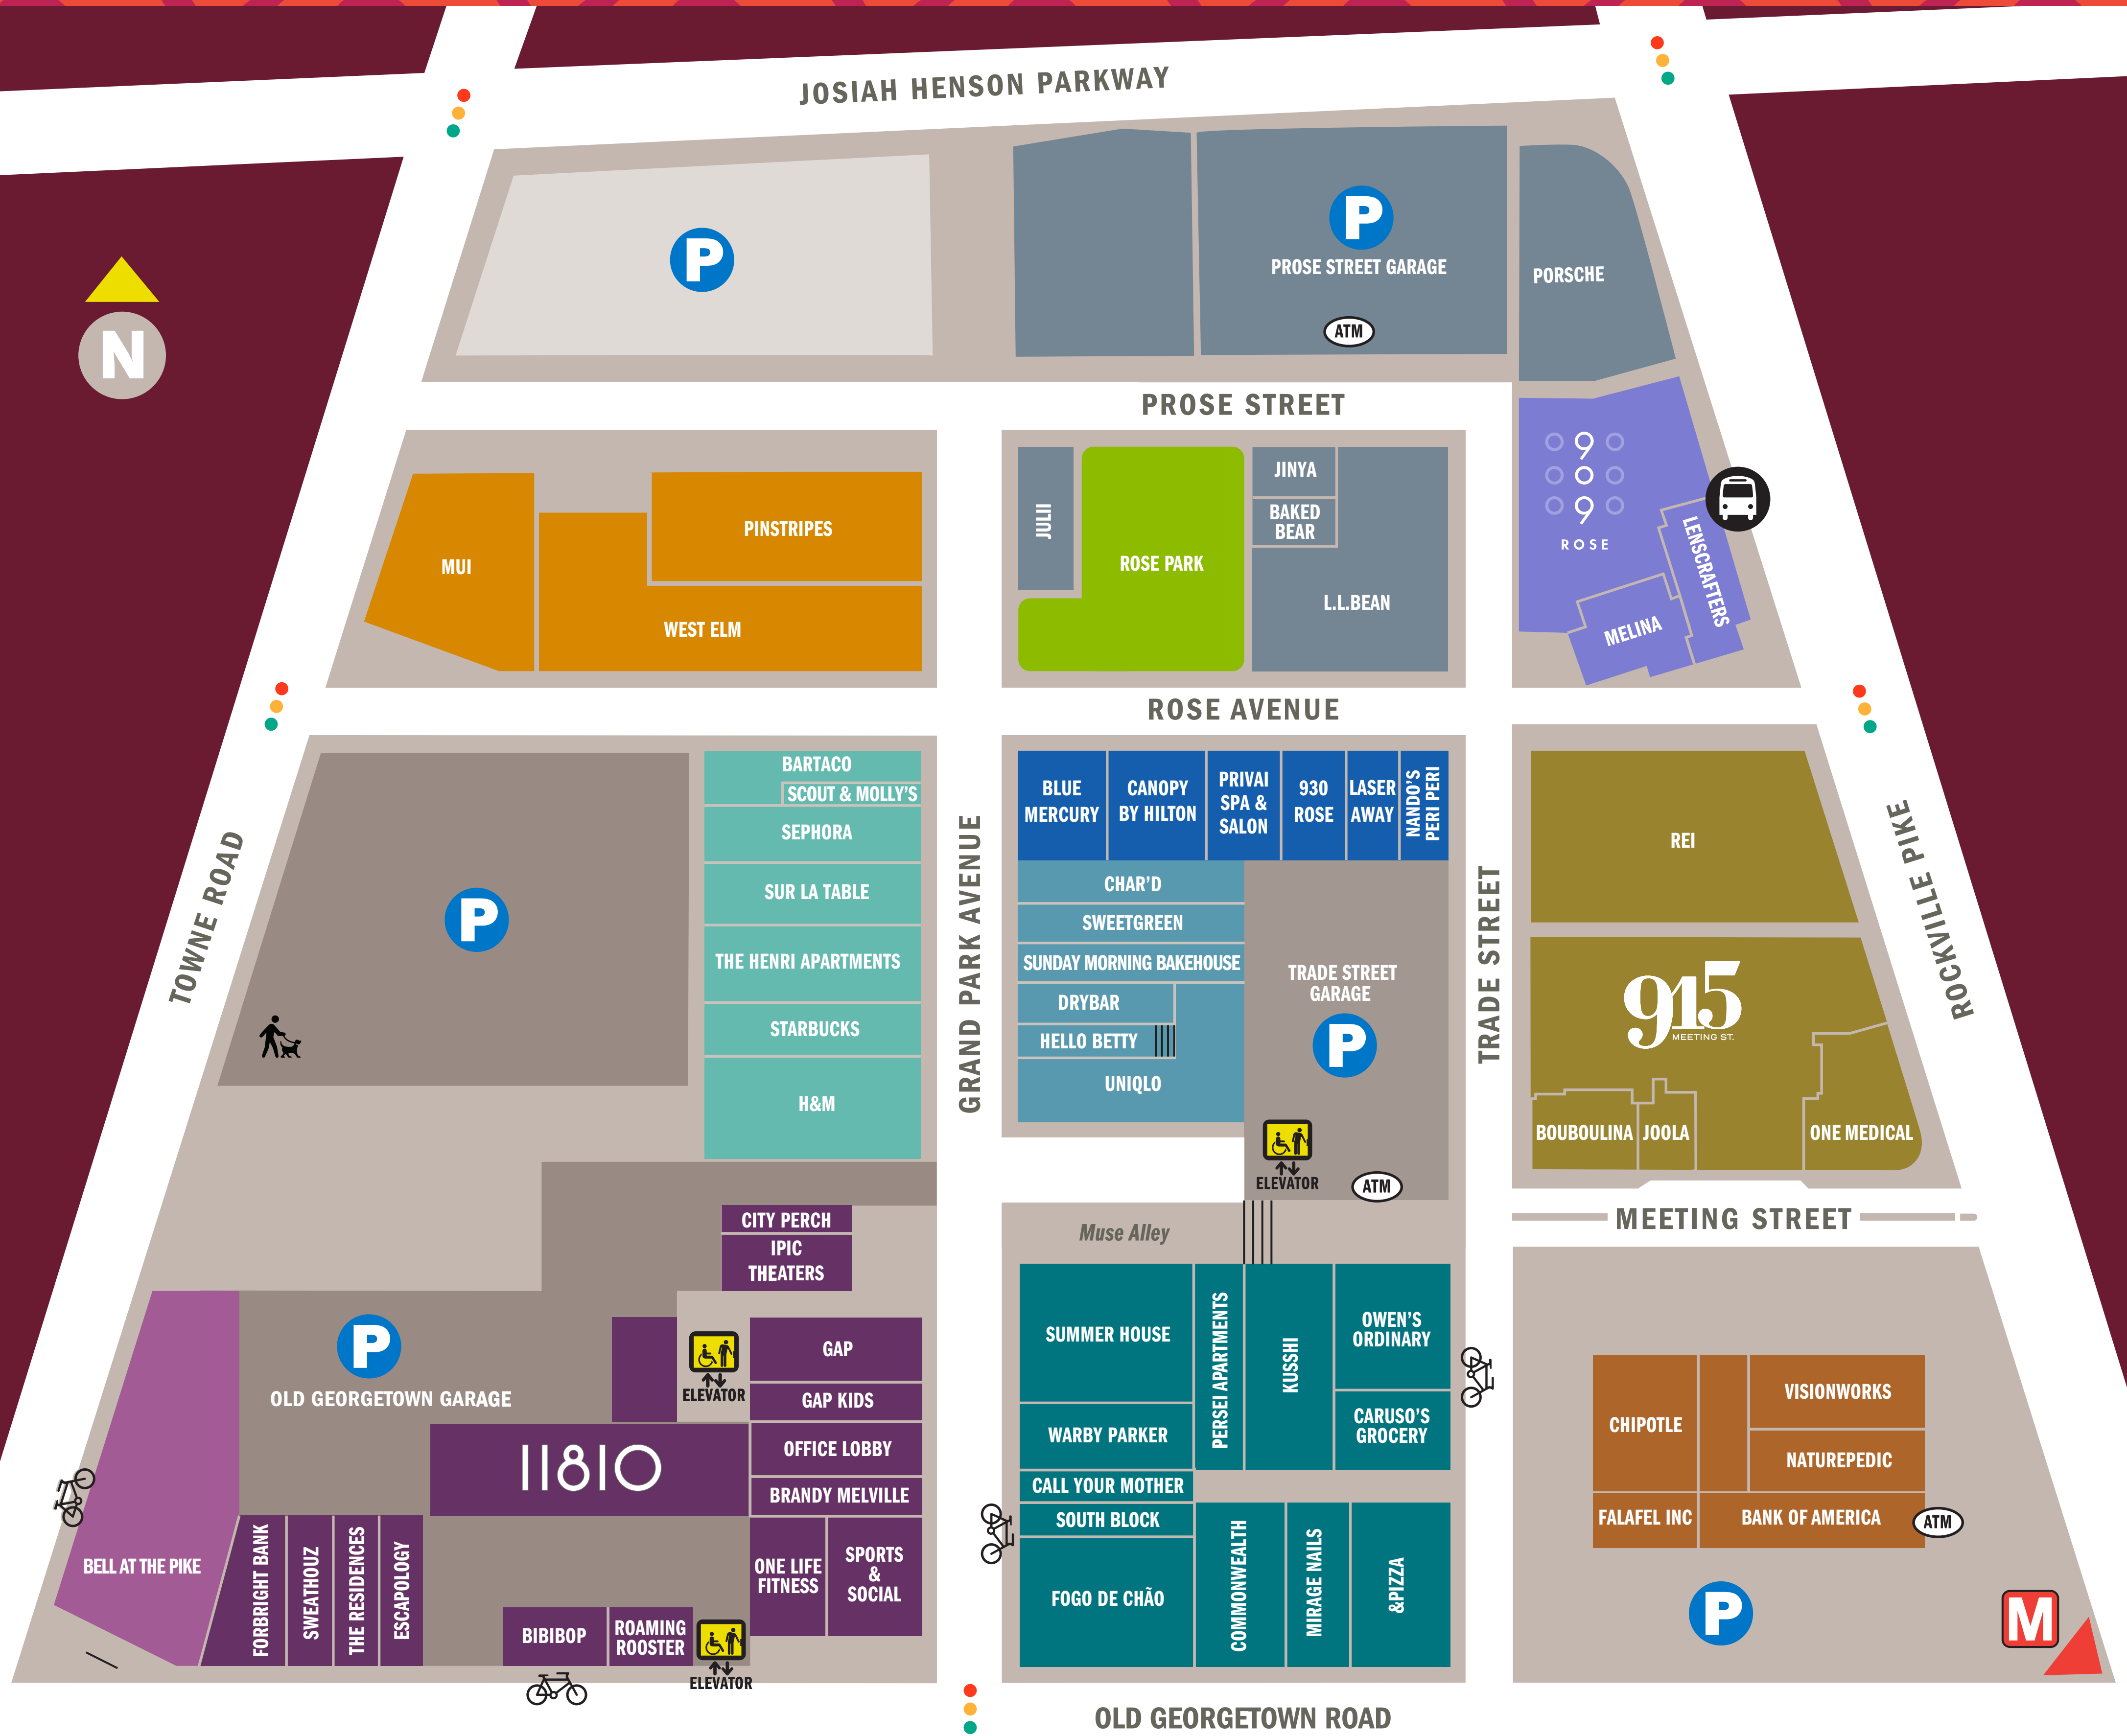 JOSIAH HENSON PARKWAY
P
P
PROSE STREET GARAGE
ATM
PORSCHE
N
PROSE STREET
MUI
PINSTRIPES
WEST ELM
JULII
ROSE PARK
JINYA
BAKED
BEAR
L.L.BEAN
909
ROSE
LENSCRAFTERS
MELINA
ROSE AVENUE
TOWNE ROAD
P
BARTACO
SCOUT & MOLLY'S
SEPHORA
SUR LA TABLE
THE HENRI APARTMENTS
STARBUCKS
H&M
GRAND PARK AVENUE
BLUE
MERCURY
CANOPY
BY HILTON
PRIVAI
SPA &
SALON
930
ROSE
LASER
AWAY
NANDO'S
PERI PERI
CHAR'D
SWEETGREEN
SUNDAY MORNING BAKEHOUSE
DRYBAR
HELLO BETTY
UNIQLO
TRADE STREET
GARAGE
P
ELEVATOR
ATM
TRADE STREET
REI
ROCKVILLE PIKE
915
MEETING ST.
BOUBOULINA
JOOLA
ONE MEDICAL
MEETING STREET
CITY PERCH
IPIC
THEATERS
P
OLD GEORGETOWN GARAGE
ELEVATOR
GAP
GAP KIDS
11810
OFFICE LOBBY
BRANDY MELVILLE
BELL AT THE PIKE
FORBRIGHT BANK
SWEATHOUZ
THE RESIDENCES
ESCAPOLOGY
BIBIBOP
ROAMING
ROOSTER
ELEVATOR
ONE LIFE
FITNESS
SPORTS
&
SOCIAL
Muse Alley
SUMMER HOUSE
PERSEI APARTMENTS
KUSSHI
OWEN'S
ORDINARY
CARUSO'S
GROCERY
WARBY PARKER
CALL YOUR MOTHER
SOUTH BLOCK
FOGO DE CHÃO
COMMONWEALTH
MIRAGE NAILS
&PIZZA
CHIPOTLE
VISIONWORKS
NATUREPEDIC
FALAFEL INC
BANK OF AMERICA
ATM
P
M
OLD GEORGETOWN ROAD